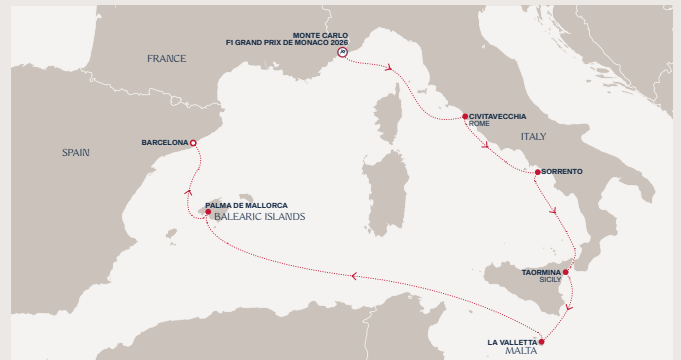 MONTE CARLO
F1 GRAND PRIX DE MONACO 2026
FRANCE
CIVITAVECCHIA
ROME
ITALY
BARCELONA
SPAIN
SORRENTO
PALMA DE MALLORCA
BALEARIC ISLANDS
TAORMINA
SICILY
LA VALLETTA
MALTA